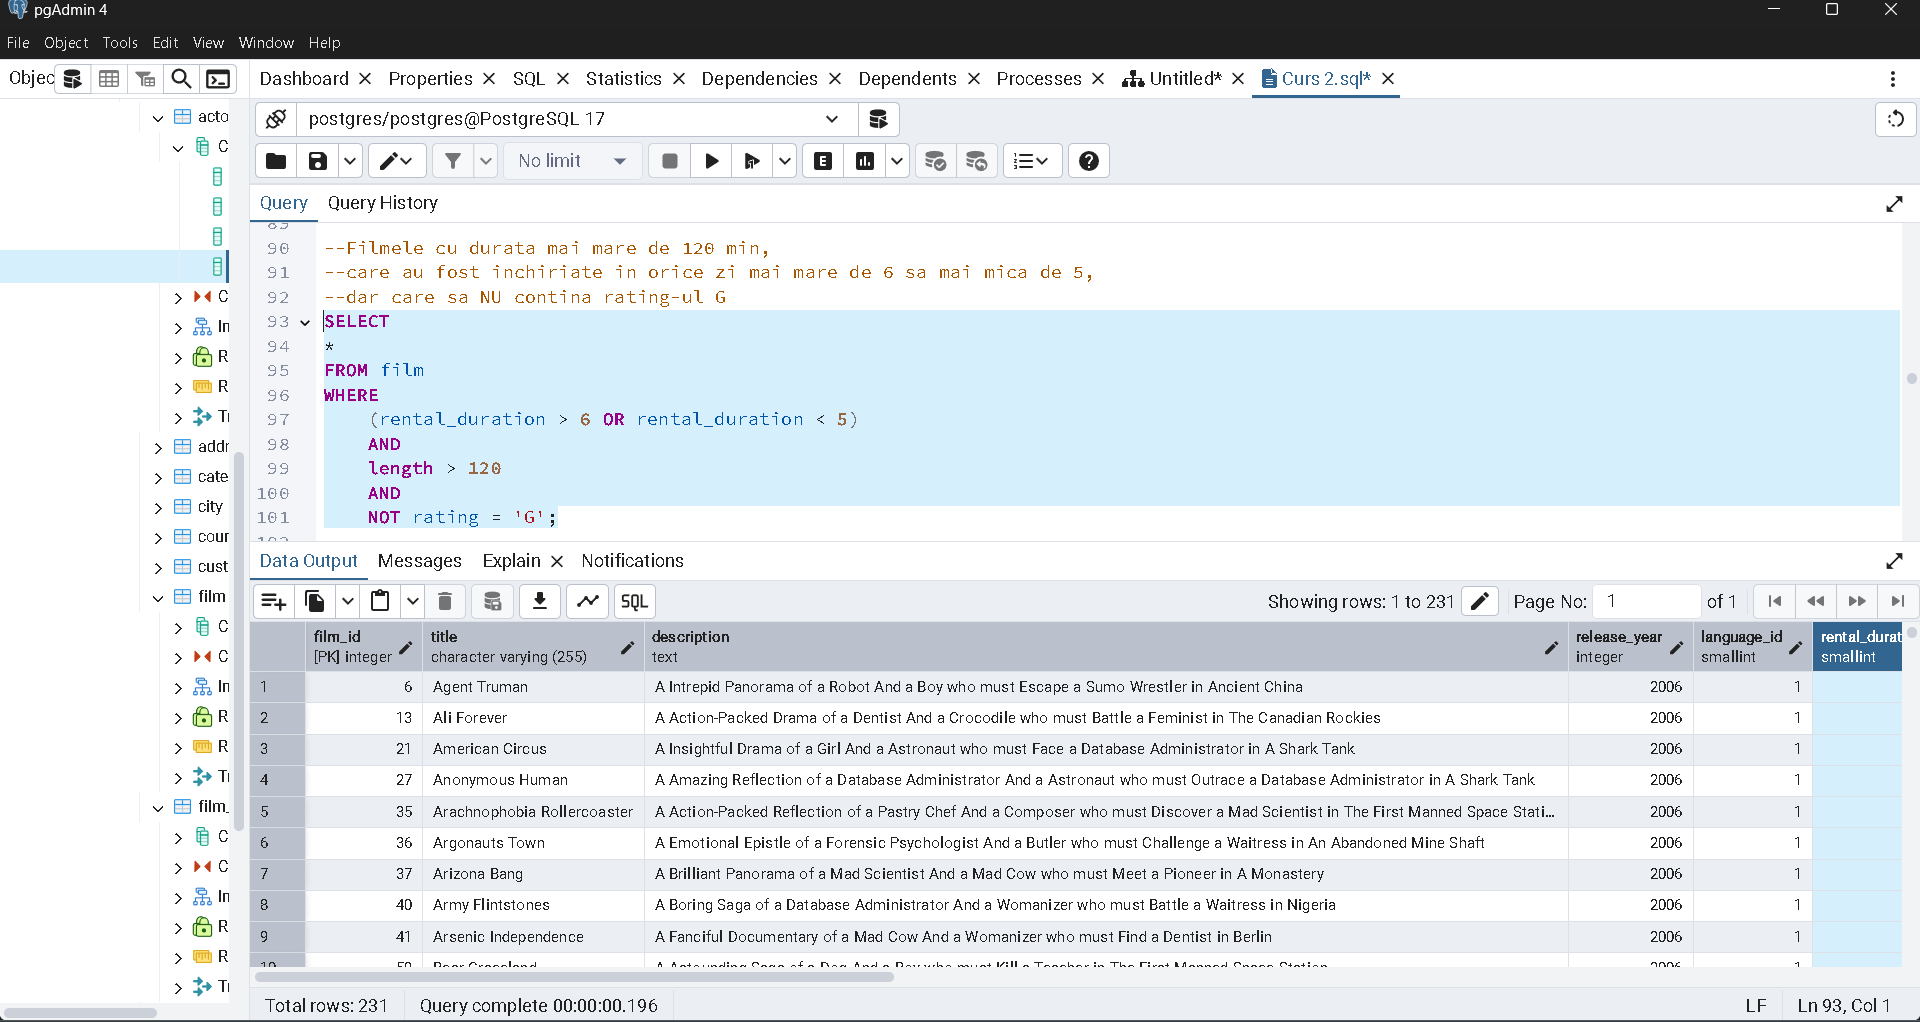 pgAdmin 4
File Object Tools Edit View Window Help
Objec
Dashboard Properties SQL Statistics Dependencies Dependents Processes Untitled* Curs 2.sql*
postgres/postgres@PostgreSQL 17
No limit
E
Query Query History
89
90 --Filmele cu durata mai mare de 120 min,
91 --care au fost inchiriate in orice zi mai mare de 6 sa mai mica de 5,
92 --dar care sa NU contina rating-ul G
93 SELECT
94 *
95 FROM film
96 WHERE
97 (rental_duration > 6 OR rental_duration < 5)
98 AND
99 length > 120
100 AND
101 NOT rating = 'G';
acto
C
C
In
R
R
Tr
addr
cate
city
cour
cust
film
C
C
In
R
R
Tr
film_
C
C
In
R
R
Tr
Data Output Messages Explain Notifications
SQL
Showing rows: 1 to 231 Page No: 1 of 1
film_id title description release_year language_id rental_durat
[PK] integer character varying (255) text integer smallint smallint
1 6 Agent Truman A Intrepid Panorama of a Robot And a Boy who must Escape a Sumo Wrestler in Ancient China 2006 1
2 13 Ali Forever A Action-Packed Drama of a Dentist And a Crocodile who must Battle a Feminist in The Canadian Rockies 2006 1
3 21 American Circus A Insightful Drama of a Girl And a Astronaut who must Face a Database Administrator in A Shark Tank 2006 1
4 27 Anonymous Human A Amazing Reflection of a Database Administrator And a Astronaut who must Outrace a Database Administrator in A Shark Tank 2006 1
5 35 Arachnophobia Rollercoaster A Action-Packed Reflection of a Pastry Chef And a Composer who must Discover a Mad Scientist in The First Manned Space Stati...  2006 1
6 36 Argonauts Town A Emotional Epistle of a Forensic Psychologist And a Butler who must Challenge a Waitress in An Abandoned Mine Shaft 2006 1
7 37 Arizona Bang A Brilliant Panorama of a Mad Scientist And a Mad Cow who must Meet a Pioneer in A Monastery 2006 1
8 40 Army Flintstones A Boring Saga of a Database Administrator And a Womanizer who must Battle a Waitress in Nigeria 2006 1
9 41 Arsenic Independence A Fanciful Documentary of a Mad Cow And a Womanizer who must Find a Dentist in Berlin 2006 1
Total rows: 231 Query complete 00:00:00.196 LF Ln 93, Col 1